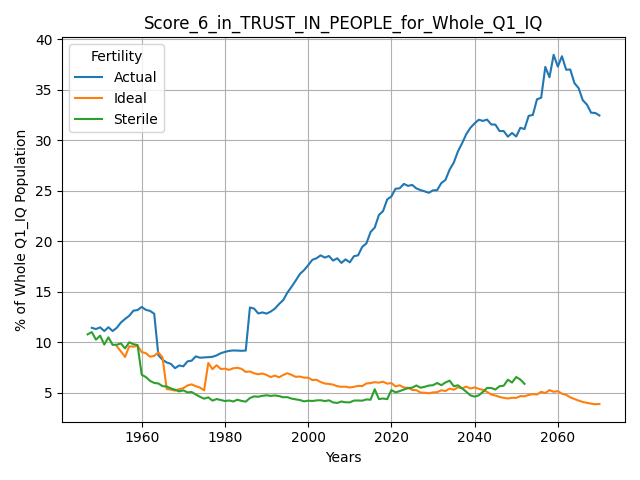 Score_6_in_TRUST_IN_PEOPLE_for_Whole_Q1_IQ
Fertility
Actual
Ideal
Sterile
% of Whole Q1_IQ Population
40
35
30
25
20
15
10
5
1960
1980
2000
2020
2040
2060
Years